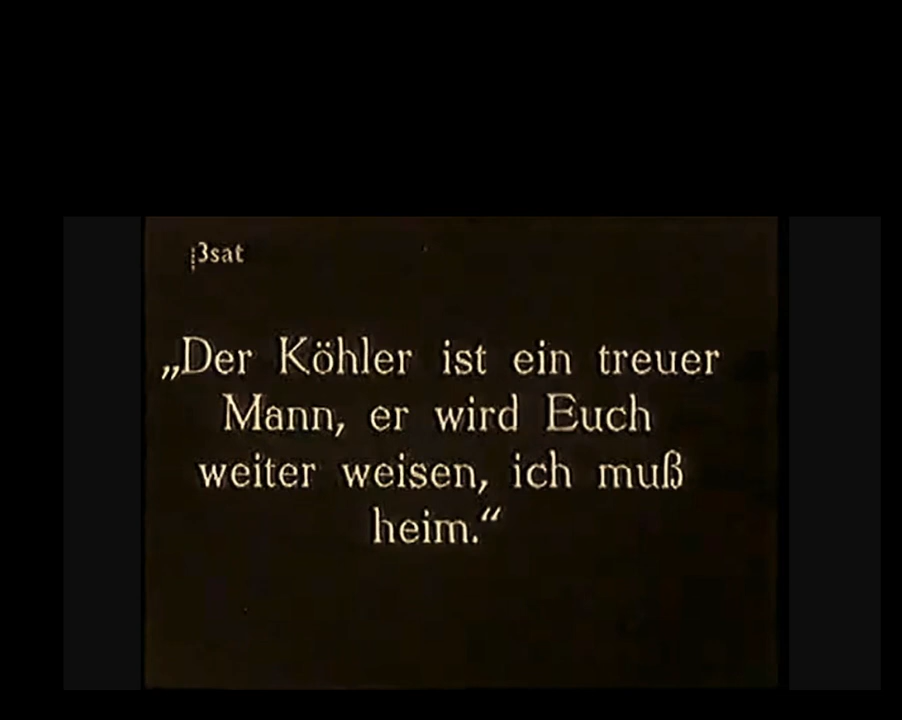 3sat
„Der Köhler ist ein treuer
Mann, er wird Euch
weiter weisen, ich muß
heim.“